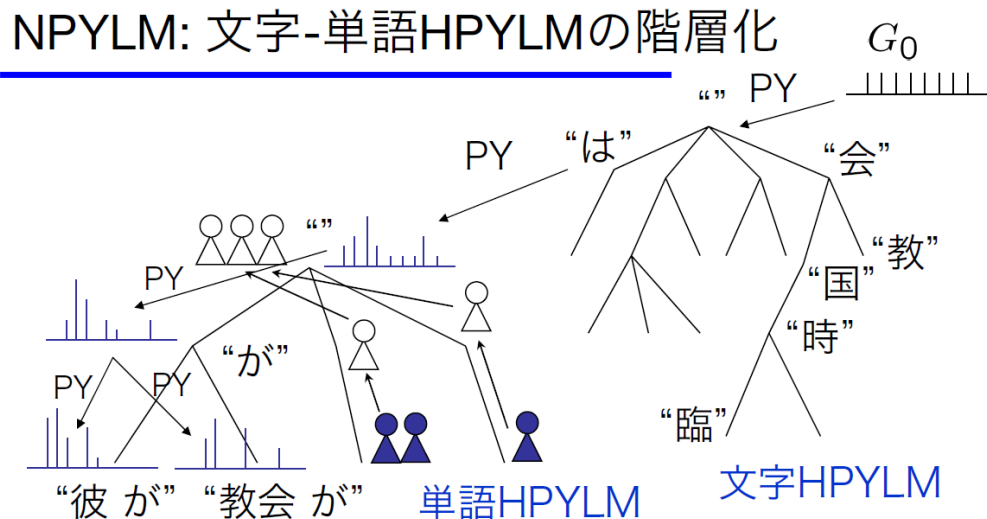 NPYLM: 文字-単語HPYLMの階層化
G0
PY
“”
“は”
PY
“会”
“”
“教”
PY
“国”
“時”
“が”
PY
PY
“臨”
“彼 が”
“教会 が”
単語HPYLM
文字HPYLM